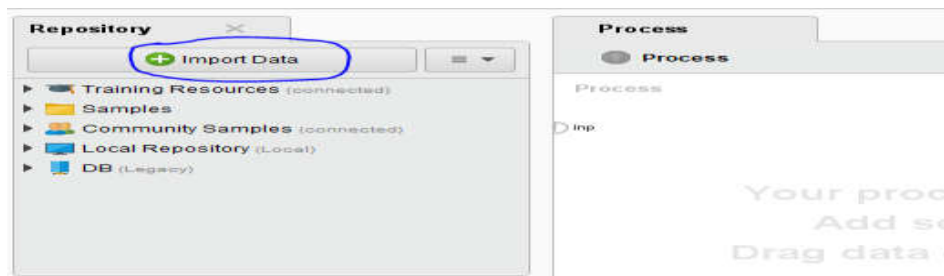 Repository
Import Data
Training Resources (connected)
Samples
Community Samples (connected)
Local Repository (Local)
DB (Legacy)
Process
Process
Process
inp
Your proc
Add so
Drag data